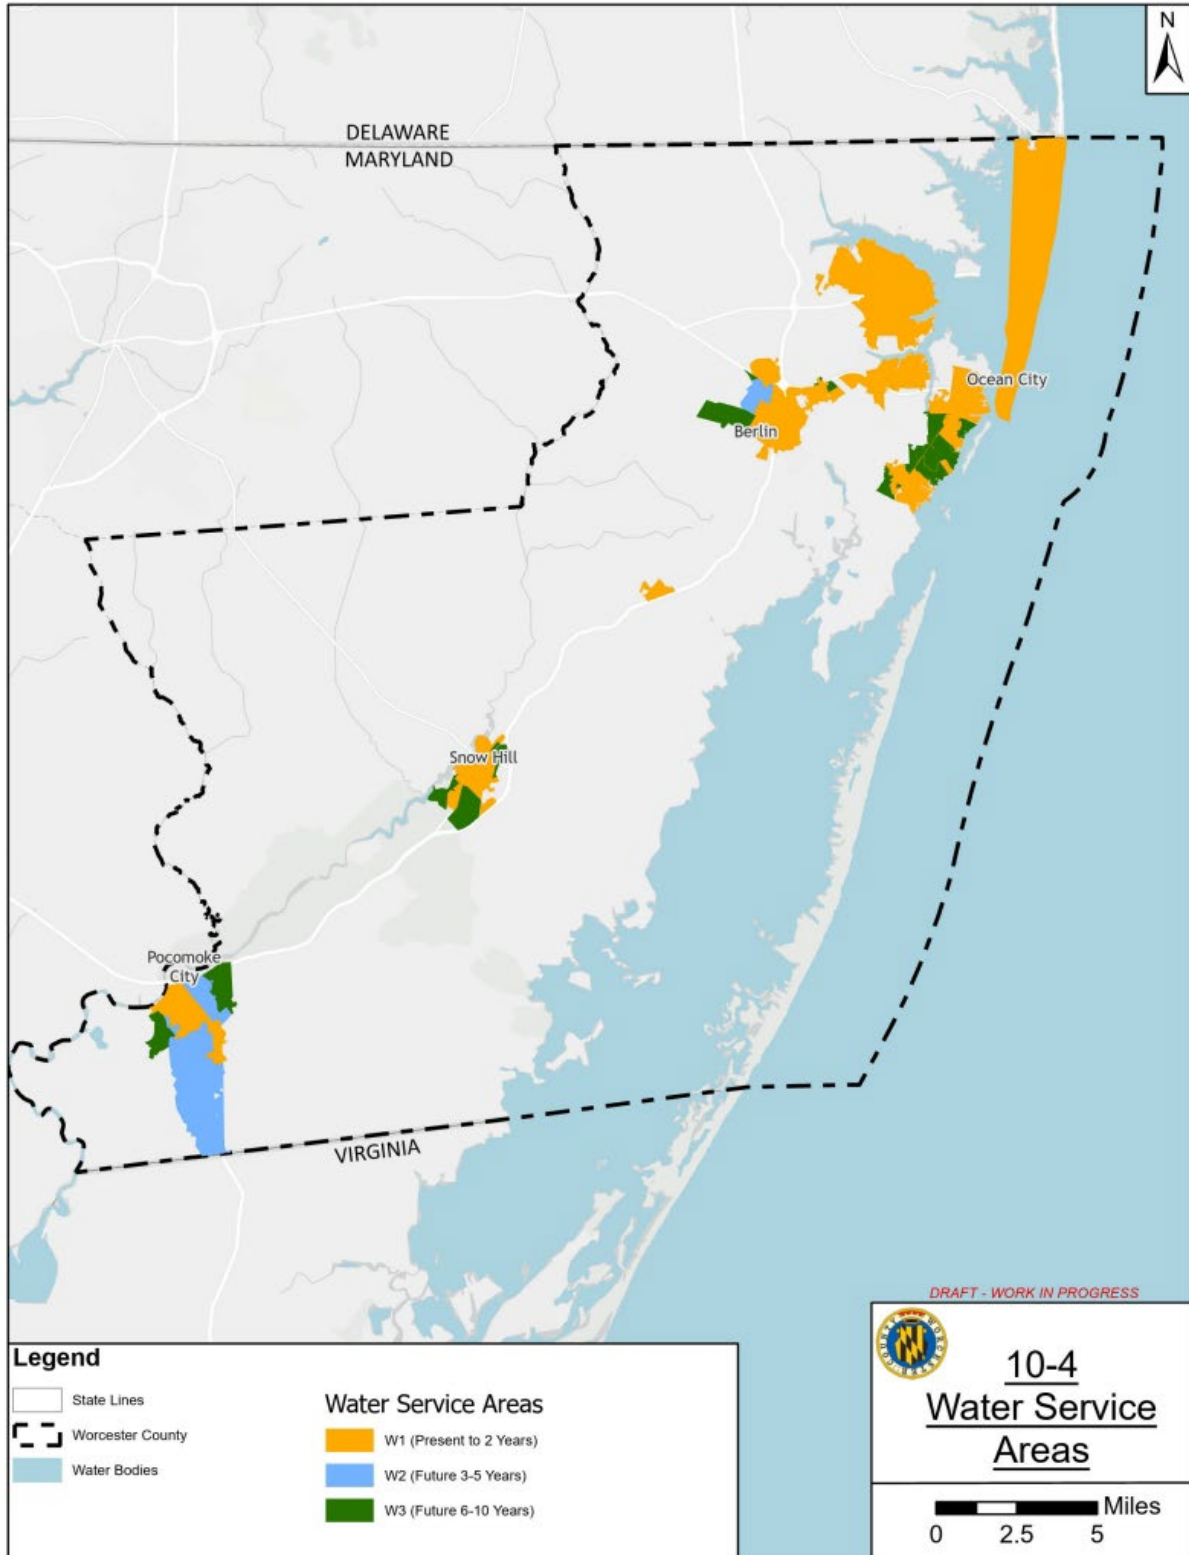 N
DELAWARE
MARYLAND
Ocean City
Berlin
Snow Hill
Pocomoke
City
VIRGINIA
DRAFT - WORK IN PROGRESS
Legend
State Lines
Worcester County
Water Bodies
Water Service Areas
W1 (Present to 2 Years)
W2 (Future 3-5 Years)
W3 (Future 6-10 Years)
WORCESTER COUNTY
10-4
Water Service
Areas
Miles
0 2.5 5